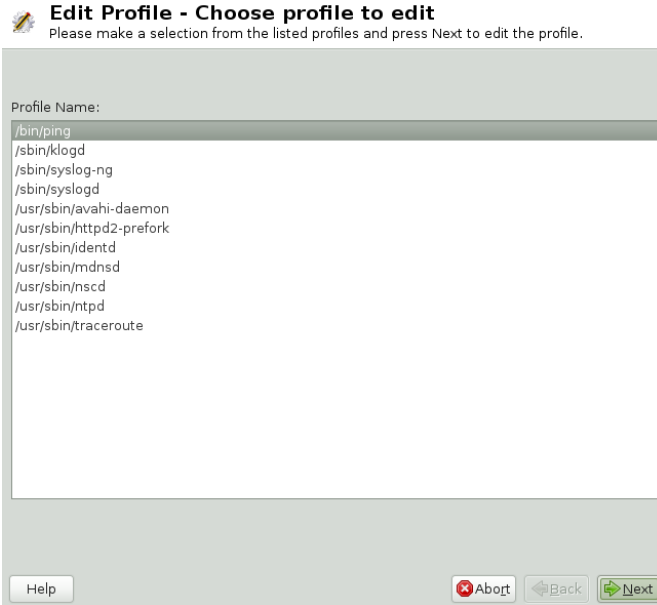 Edit Profile - Choose profile to edit
Please make a selection from the listed profiles and press Next to edit the profile.
Profile Name:
/bin/ping
/sbin/klogd
/sbin/syslog-ng
/sbin/syslogd
/usr/sbin/avahi-daemon
/usr/sbin/httpd2-prefork
/usr/sbin/identd
/usr/sbin/mdnsd
/usr/sbin/nscd
/usr/sbin/ntpd
/usr/sbin/traceroute
Help Abort Back Next